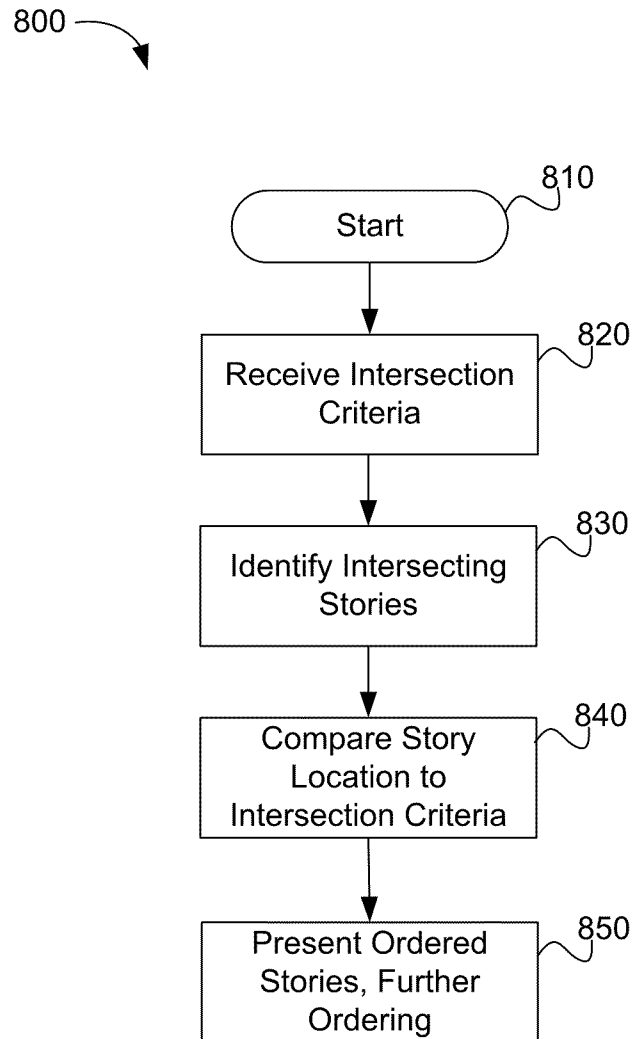 800
810
Start
820
Receive Intersection
Criteria
830
Identify Intersecting
Stories
840
Compare Story
Location to
Intersection Criteria
850
Present Ordered
Stories, Further
Ordering